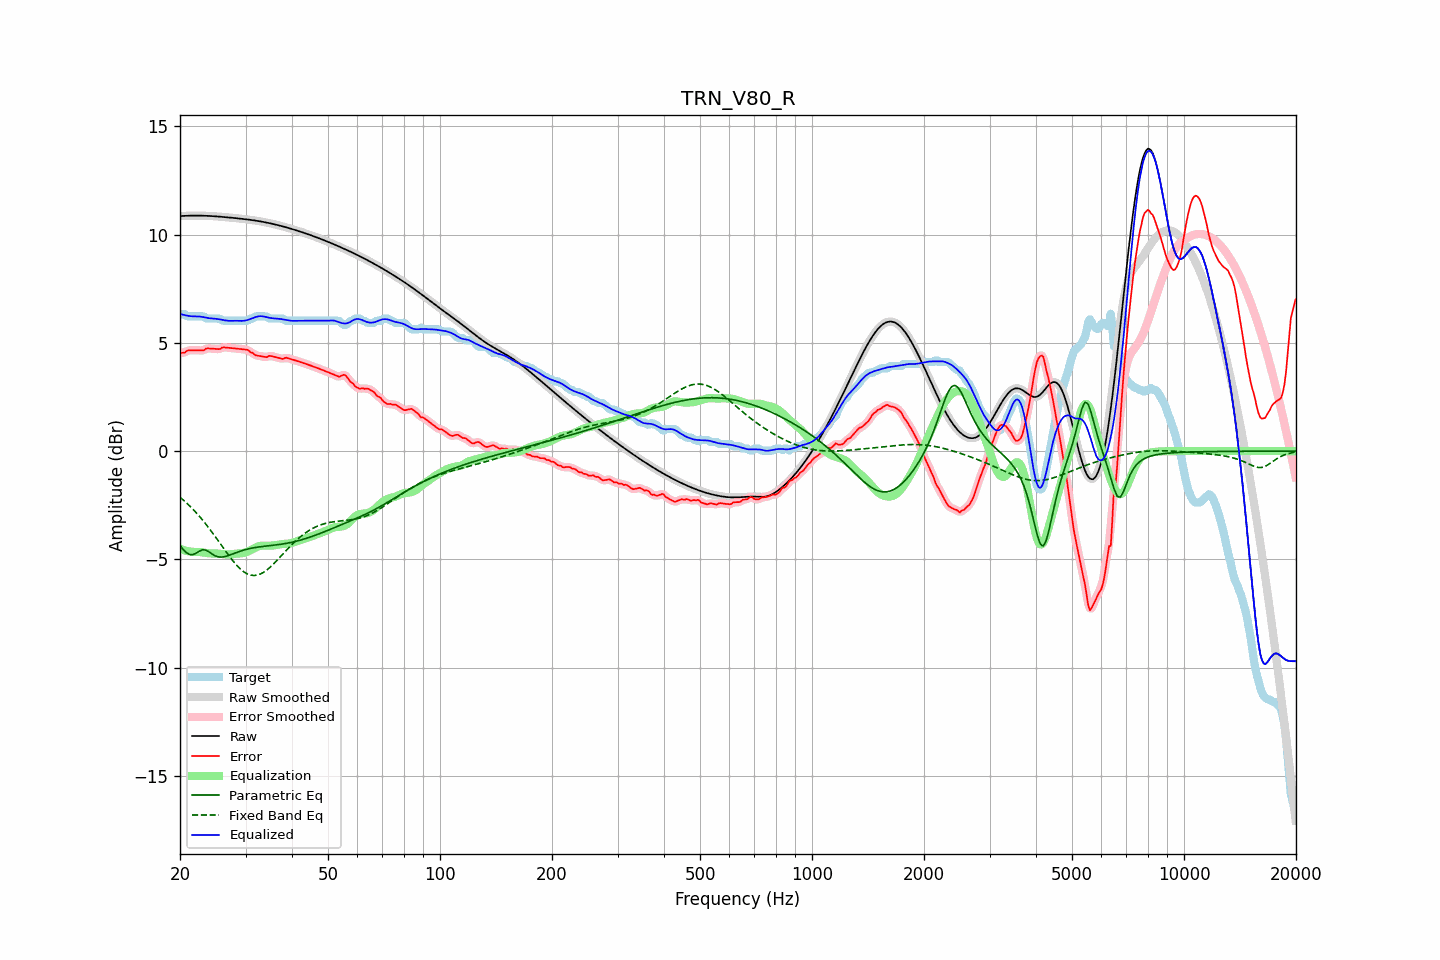 TRN_V80_R
15
10
5
0
−5
−10
−15
Amplitude (dBr)
Target
Raw Smoothed
Error Smoothed
Raw
Error
Equalization
Parametric Eq
Fixed Band Eq
Equalized
20 50 100 200 500 1000 2000 5000 10000 20000
Frequency (Hz)